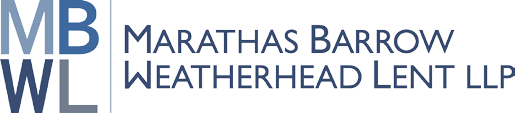 MB
WL
MARATHAS BARROW
WEATHERHEAD LENT LLP